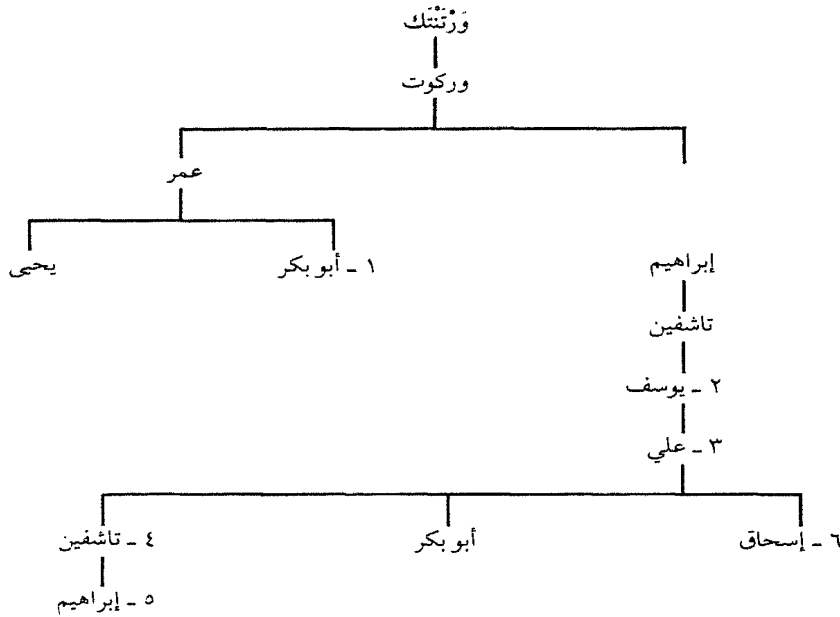 وَرْتَنْتَك
وركوت
عمر
١ ـ أبو بكر
يحيى
إبراهيم
تاشفين
٢ ـ يوسف
٣ ـ علي
٦ ـ إسحاق
أبو بكر
٤ ـ تاشفين
٥ ـ إبراهيم